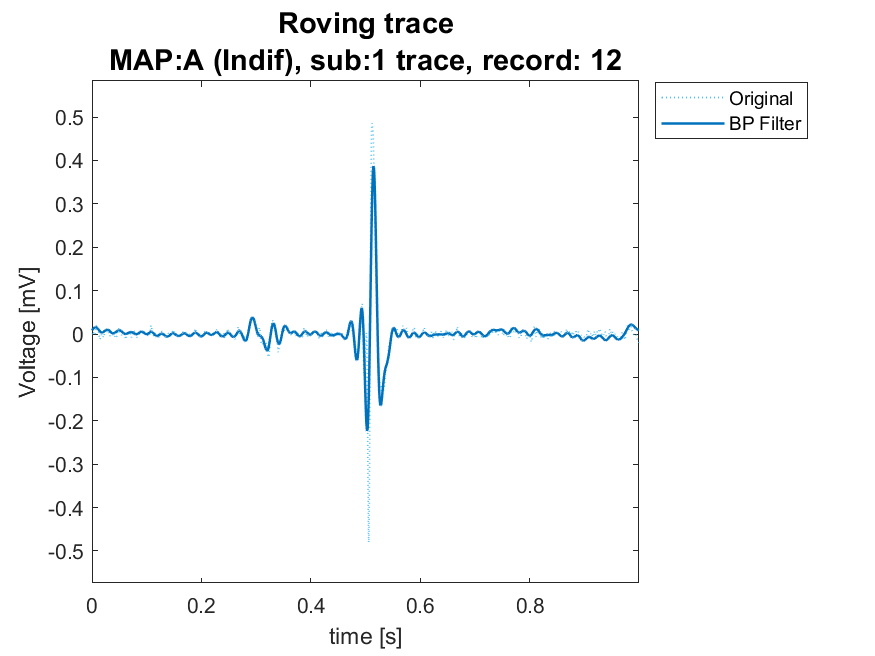 Roving trace
MAP:A (Indif), sub:1 trace, record: 12
Original
BP Filter
0.5
0.4
0.3
0.2
0.1
0
-0.1
-0.2
-0.3
-0.4
-0.5
Voltage [mV]
0 0.2 0.4 0.6 0.8
time [s]